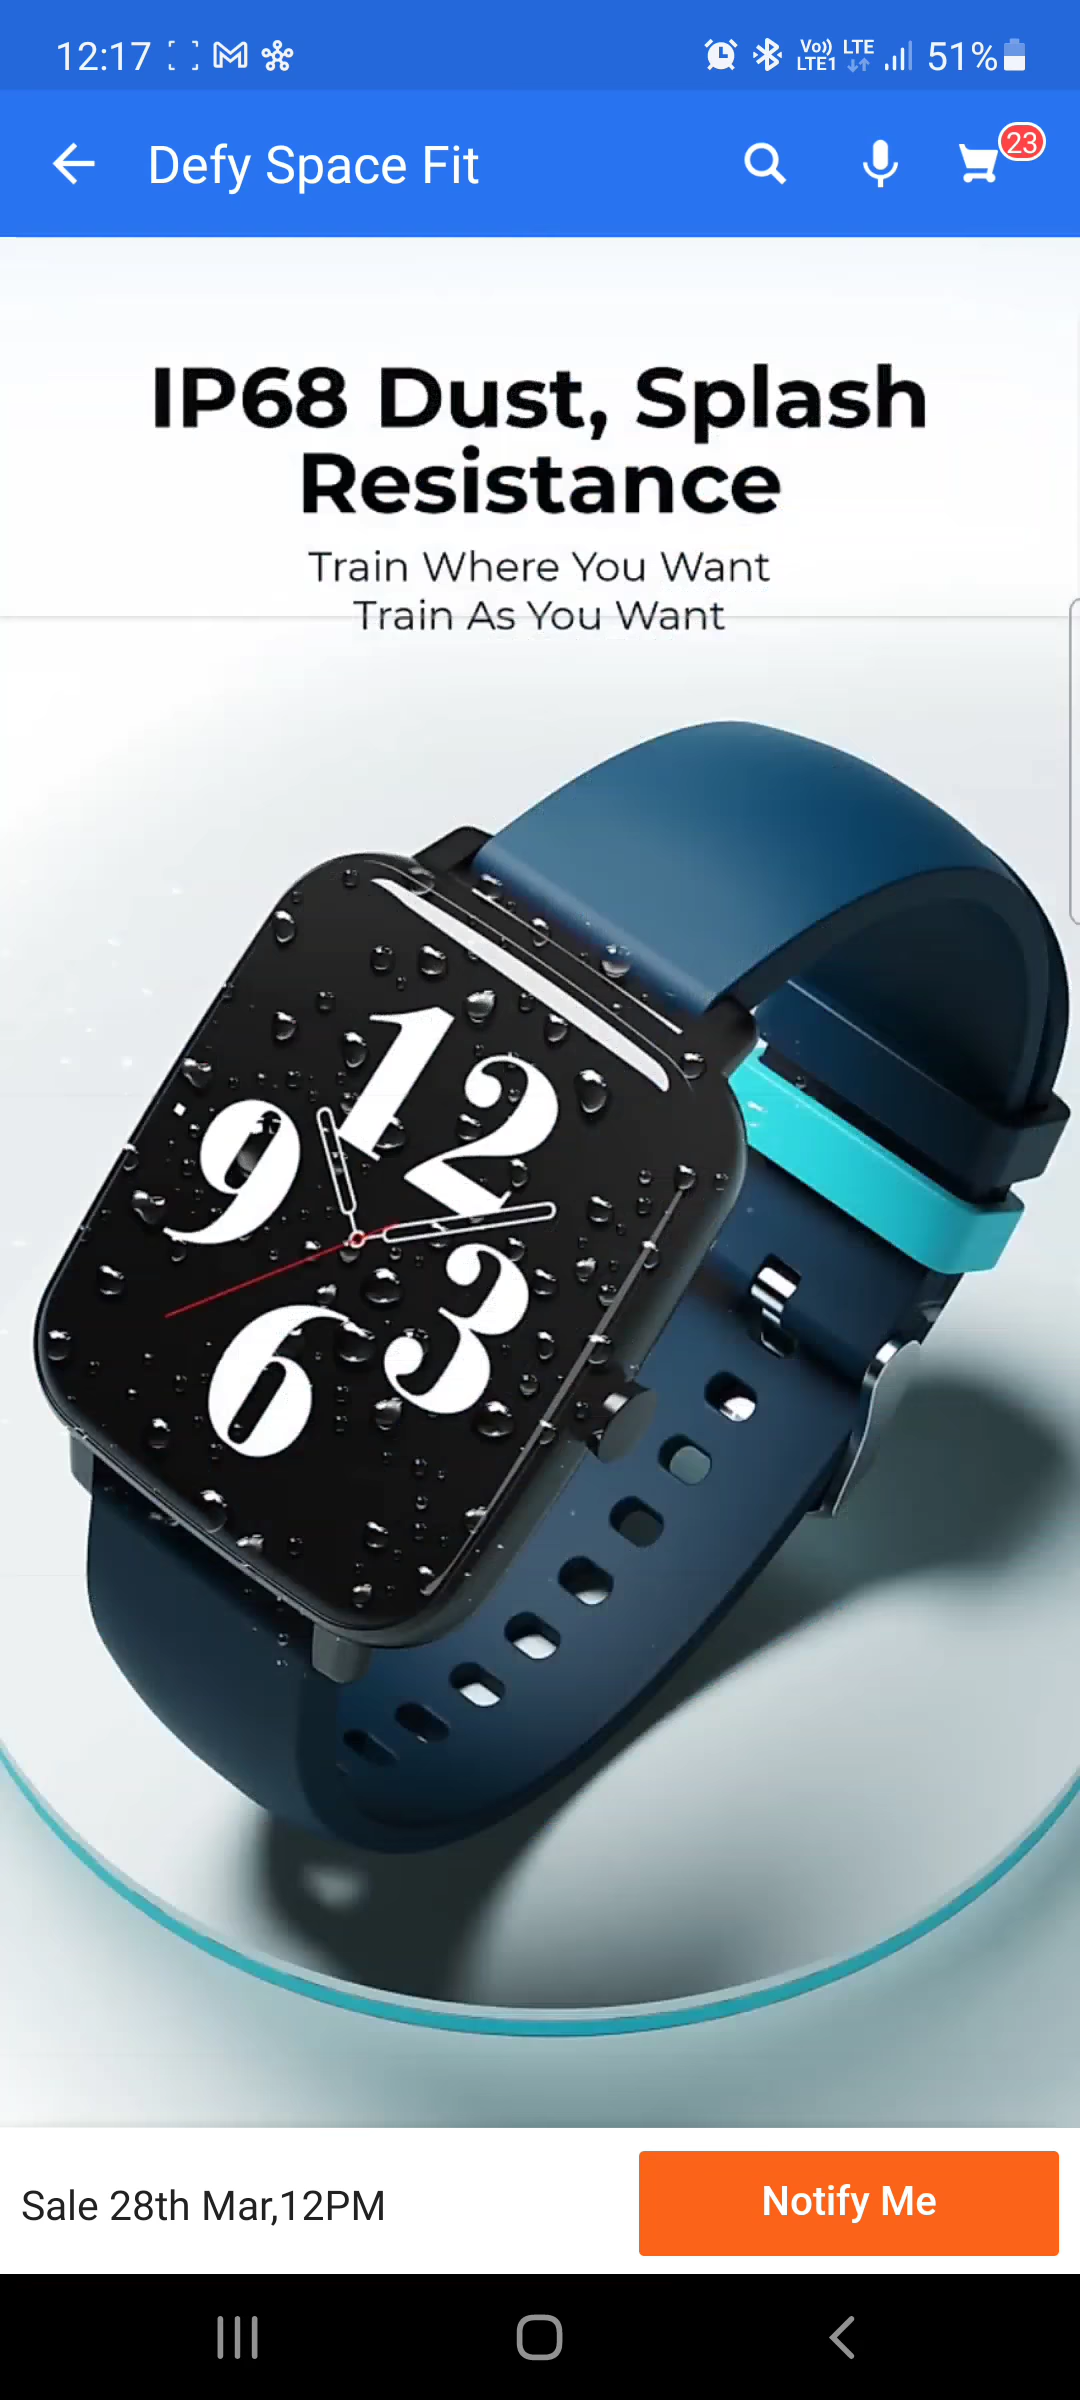 12:17
Vo)) LTE
LTE1
51%
Defy Space Fit
23
IP68 Dust, Splash
Resistance
Train Where You Want
Train As You Want
12
9
3
6
Sale 28th Mar,12PM
Notify Me